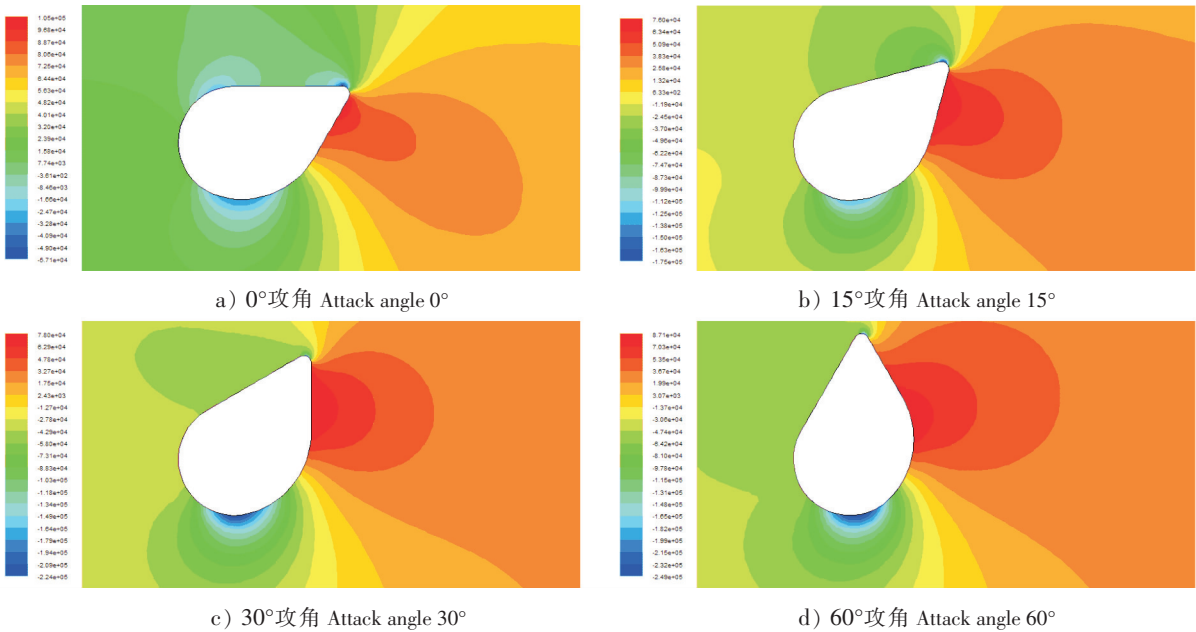 1.05e+05
9.68e+04
8.87e+04
8.06e+04
7.25e+04
6.44e+04
5.63e+04
4.82e+04
4.01e+04
3.20e+04
2.39e+04
1.58e+04
7.74e+03
-3.61e+02
-8.46e+03
-1.66e+04
-2.47e+04
-3.28e+04
-4.09e+04
-4.90e+04
-5.71e+04
a) 0°攻角 Attack angle 0°
7.60e+04
6.34e+04
5.09e+04
3.83e+04
2.58e+04
1.32e+04
6.33e+02
-1.19e+04
-2.45e+04
-3.70e+04
-4.96e+04
-6.22e+04
-7.47e+04
-8.73e+04
-9.99e+04
-1.12e+05
-1.25e+05
-1.38e+05
-1.50e+05
-1.63e+05
-1.75e+05
b) 15°攻角 Attack angle 15°
7.80e+04
6.29e+04
4.78e+04
3.27e+04
1.75e+04
2.43e+03
-1.27e+04
-2.78e+04
-4.29e+04
-5.80e+04
-7.31e+04
-8.83e+04
-1.03e+05
-1.18e+05
-1.34e+05
-1.49e+05
-1.64e+05
-1.79e+05
-1.94e+05
-2.09e+05
-2.24e+05
c) 30°攻角 Attack angle 30°
8.71e+04
7.03e+04
5.35e+04
3.67e+04
1.99e+04
3.07e+03
-1.37e+04
-3.06e+04
-4.74e+04
-6.42e+04
-8.10e+04
-9.78e+04
-1.15e+05
-1.31e+05
-1.48e+05
-1.65e+05
-1.82e+05
-1.99e+05
-2.15e+05
-2.32e+05
-2.49e+05
d) 60°攻角 Attack angle 60°